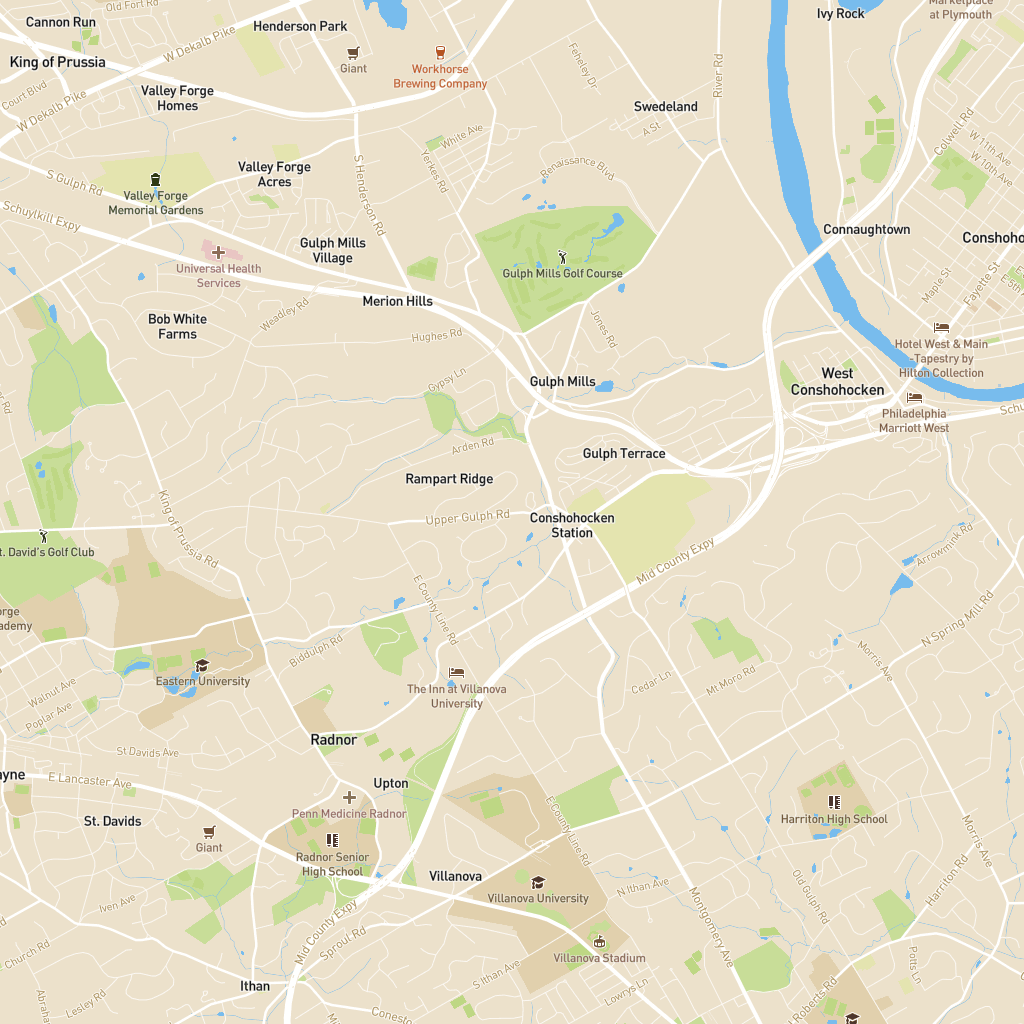 Old Fort Rd
Cannon Run
Henderson Park
Ivy Rock
Marketplace
at Plymouth
W Dekalb Pike
King of Prussia
Giant
Workhorse
Brewing Company
Feheley Dr
River Rd
Court Blvd
Valley Forge
Homes
W Dekalb Pike
Swedeland
A St
White Ave
Colwell Rd
W 11th Ave
W 10th Ave
Yerkes Rd
Renaissance Blvd
S Henderson Rd
Valley Forge
Acres
S Gulph Rd
Valley Forge
Memorial Gardens
Schuylkill Expy
Connaughtown
Gulph Mills
Village
Universal Health
Services
Gulph Mills Golf Course
Maple St
Fayette St
Merion Hills
Weadley Rd
Bob White
Farms
Hughes Rd
Jones Rd
Hotel West & Main
-Tapestry by
Hilton Collection
Gypsy Ln
Gulph Mills
West
Conshohocken
Philadelphia
Marriott West
Arden Rd
Gulph Terrace
Rampart Ridge
King of Prussia Rd
Upper Gulph Rd
Conshohocken
Station
Mid County Expy
Arrowmink Rd
E County Line Rd
N Spring Mill Rd
Biddulph Rd
Morris Ave
Eastern University
Walnut Ave
Poplar Ave
The Inn at Villanova
University
Cedar Ln
Mt Moro Rd
St Davids Ave
Radnor
E Lancaster Ave
Upton
Penn Medicine Radnor
St. Davids
Giant
Radnor Senior
High School
E County Line Rd
Harriton High School
Morris Ave
Villanova
Villanova University
N Ithan Ave
Old Gulph Rd
Harriton Rd
Iven Ave
Mid County Expy
Sproul Rd
Montgomery Ave
Church Rd
Villanova Stadium
S Ithan Ave
Potts Ln
Ithan
Lesley Rd
Lowrys Ln